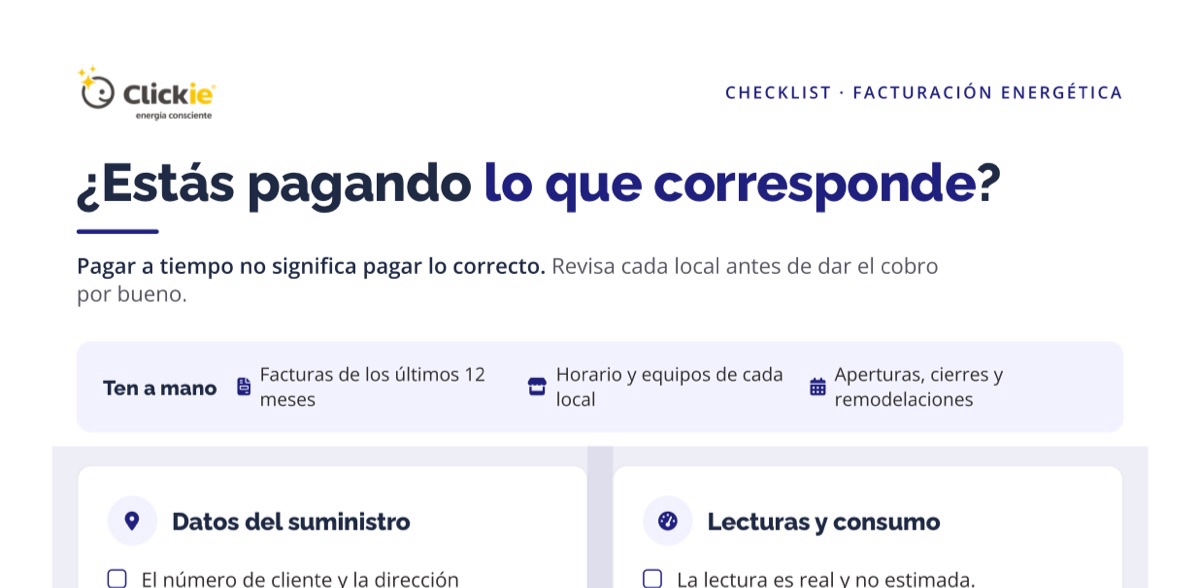 Clickie
energía consciente
CHECKLIST · FACTURACIÓN ENERGÉTICA
¿Estás pagando lo que corresponde?
Pagar a tiempo no significa pagar lo correcto. Revisa cada local antes de dar el cobro
por bueno.
Ten a mano
Facturas de los últimos 12
meses
Horario y equipos de cada
local
Aperturas, cierres y
remodelaciones
Datos del suministro
El número de cliente y la dirección
Lecturas y consumo
La lectura es real y no estimada.